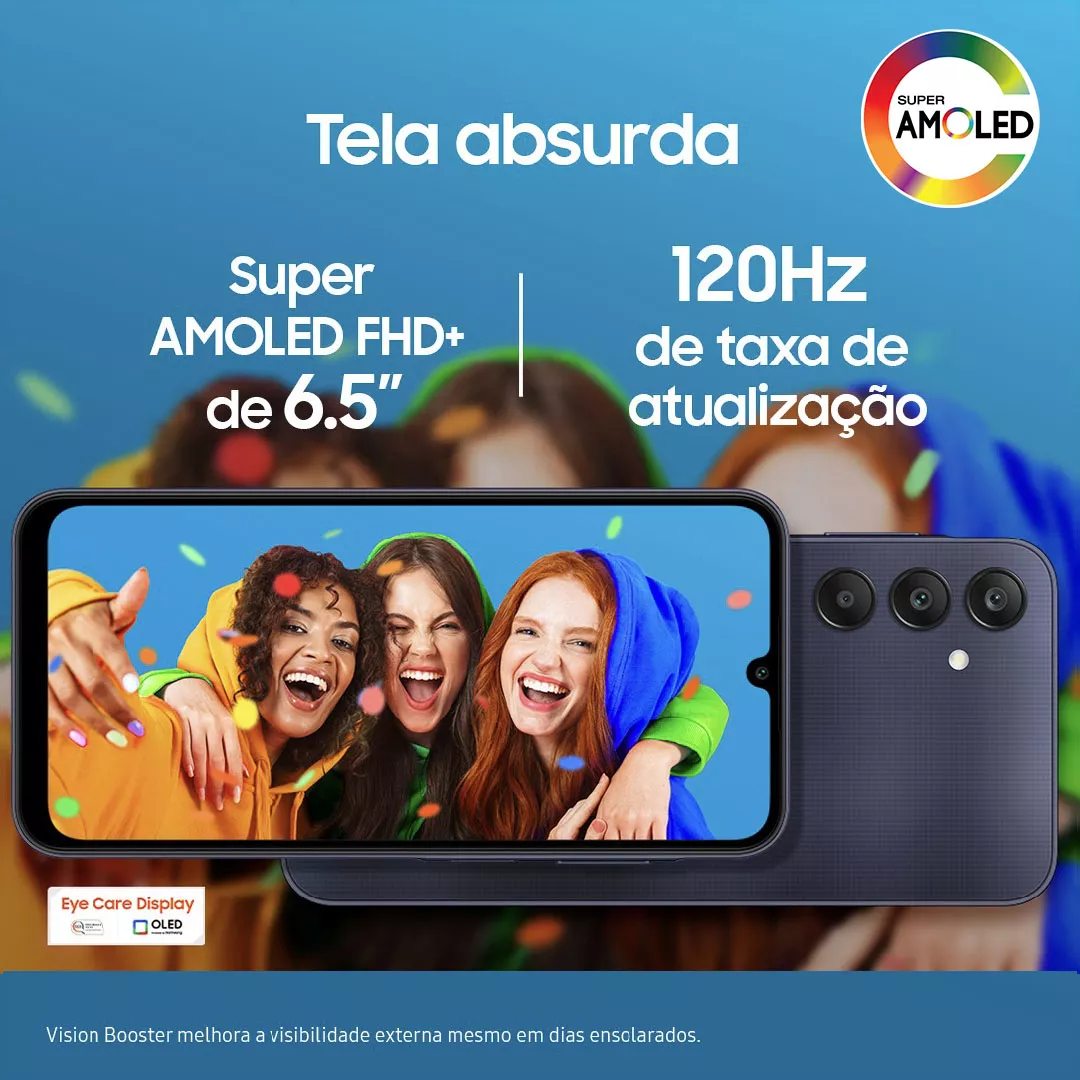 SUPER
AMOLED
Tela absurda
Super
AMOLED FHD+
de 6.5”
120Hz
de taxa de
atualização
Eye Care Display
OLED
Vision Booster melhora a visibilidade externa mesmo em dias ensolarados.